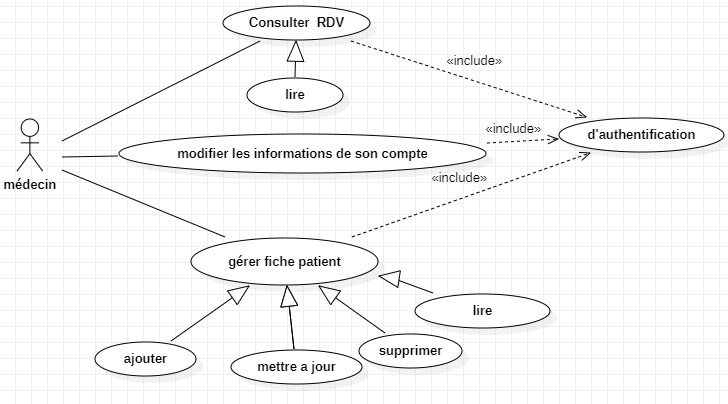 Consulter RDV
«include»
lire
«include»
d'authentification
modifier les informations de son compte
«include»
médecin
gérer fiche patient
lire
ajouter
mettre a jour
supprimer